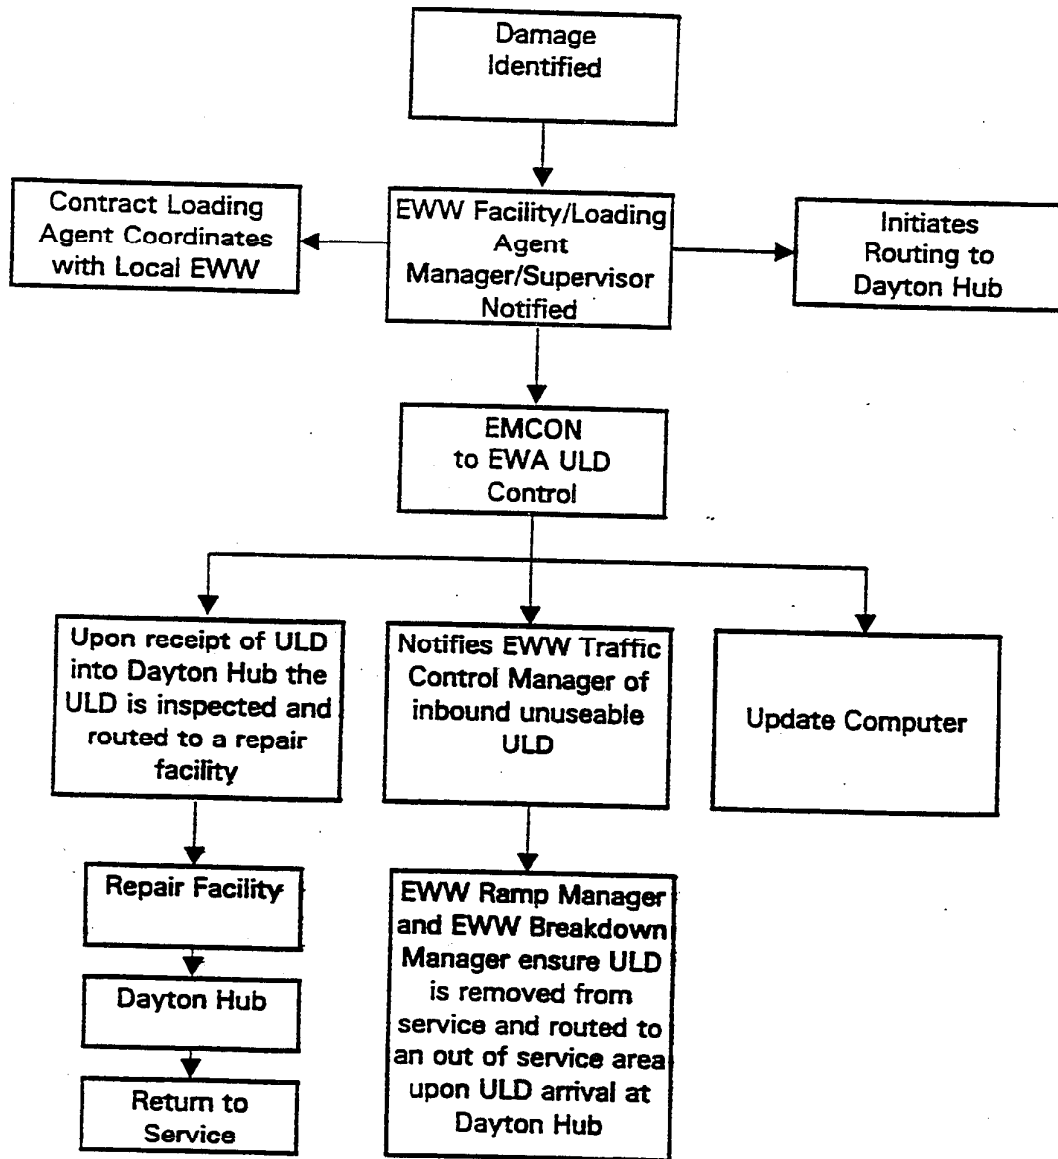 Damage
Identified
Contract Loading
Agent Coordinates
with Local EWW
EWW Facility/Loading
Agent
Manager/Supervisor
Notified
Initiates
Routing to
Dayton Hub
EMCON
to EWA ULD
Control
Upon receipt of ULD
into Dayton Hub the
ULD is inspected and
routed to a repair
facility
Notifies EWW Traffic
Control Manager of
inbound unuseable
ULD
Update Computer
Repair Facility
Dayton Hub
Return to
Service
EWW Ramp Manager
and EWW Breakdown
Manager ensure ULD
is removed from
service and routed to
an out of service area
upon ULD arrival at
Dayton Hub